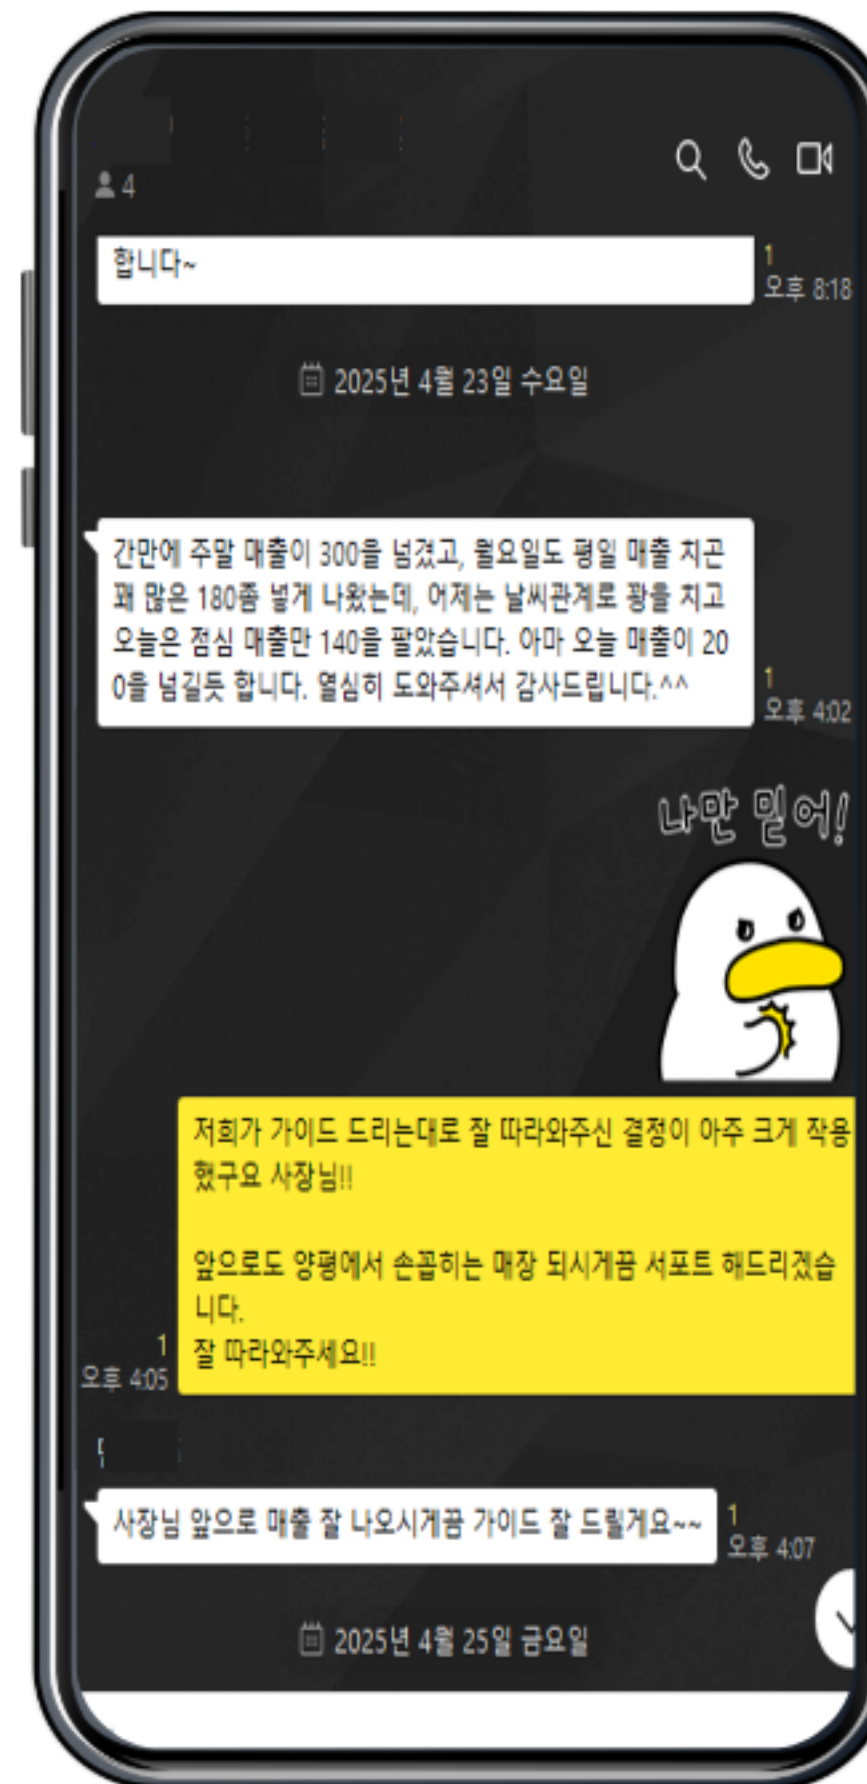 4
합니다~
1
오후 8:18
2025년 4월 23일 수요일
간만에 주말 매출이 300을 넘겼고, 월요일도 평일 매출 치곤
꽤 많은 180좀 넣게 나왔는데, 어제는 날씨관계로 꽝을 치고
오늘은 점심 매출만 140을 팔았습니다. 아마 오늘 매출이 20
0을 넘길듯 합니다. 열심히 도와주셔서 감사드립니다.^^
1
오후 4:02
나만 믿어!
저희가 가이드 드리는대로 잘 따라와주신 결정이 아주 크게 작용
했구요 사장님!!
앞으로도 양평에서 손꼽히는 매장 되시게끔 서포트 해드리겠습
니다.
잘 따라와주세요!!
1
오후 4:05
사장님 앞으로 매출 잘 나오시게끔 가이드 잘 드릴게요~~
1
오후 4:07
2025년 4월 25일 금요일